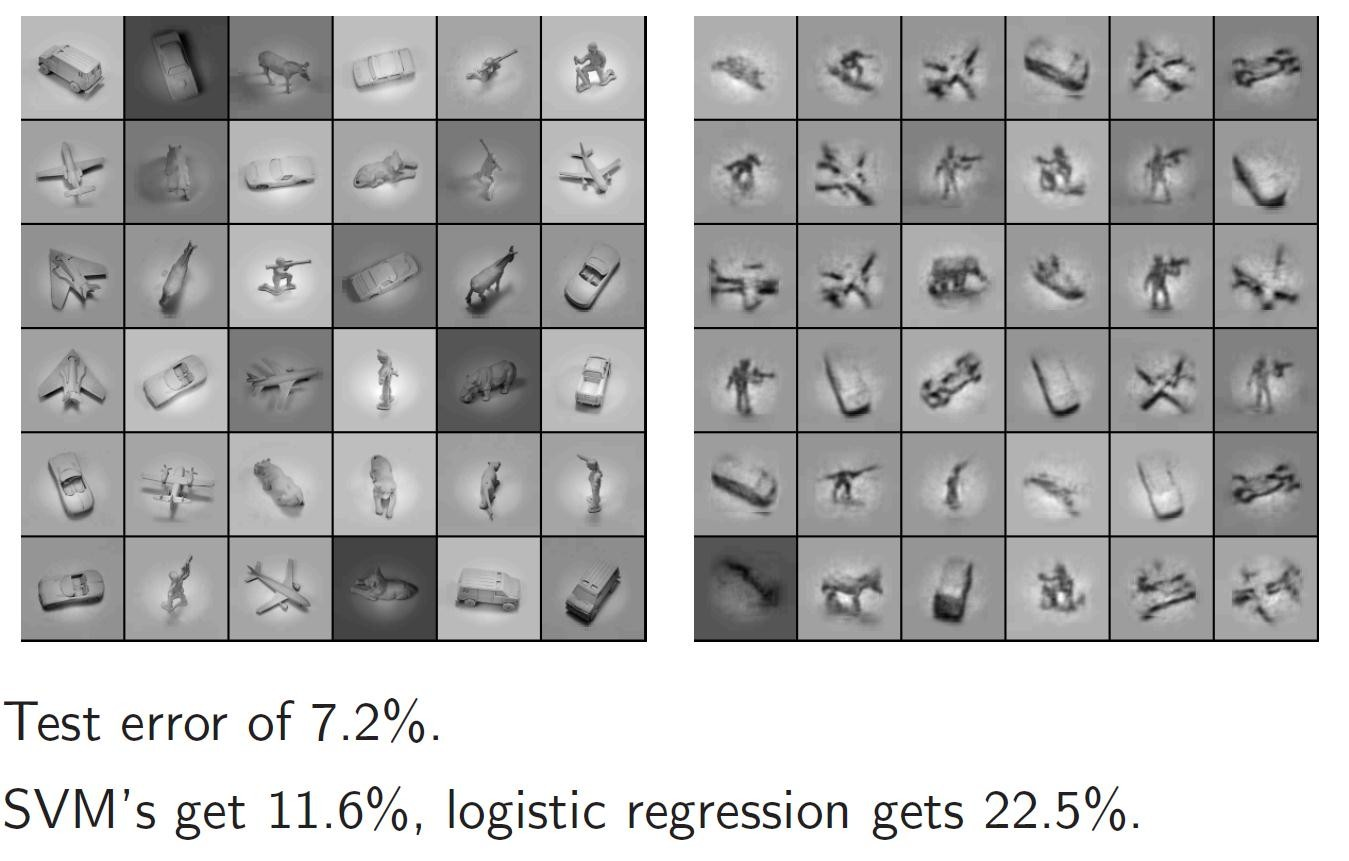 Test error of 7.2%.
SVM's get 11.6%, logistic regression gets 22.5%.